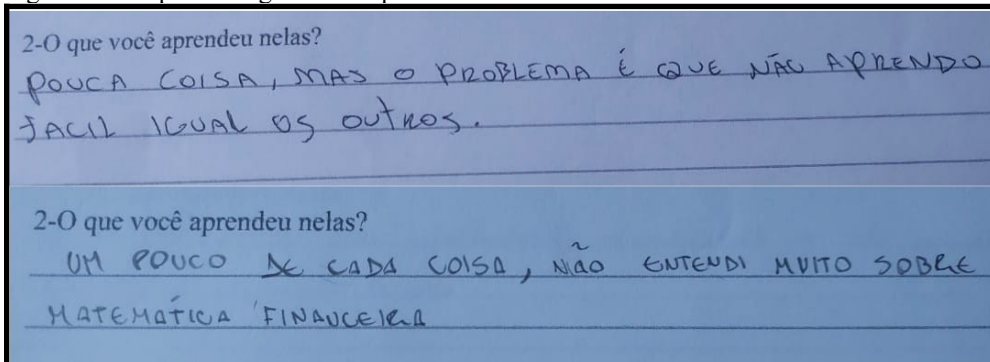 2-O que você aprendeu nelas?
POUCA COISA, MAS O PROBLEMA É QUE NÃO APRENDO
FACIL IGUAL OS OUTROS.
2-O que você aprendeu nelas?
UM POUCO DE CADA COISA, NÃO ENTENDI MUITO SOBRE
MATEMÁTICA FINANCEIRA